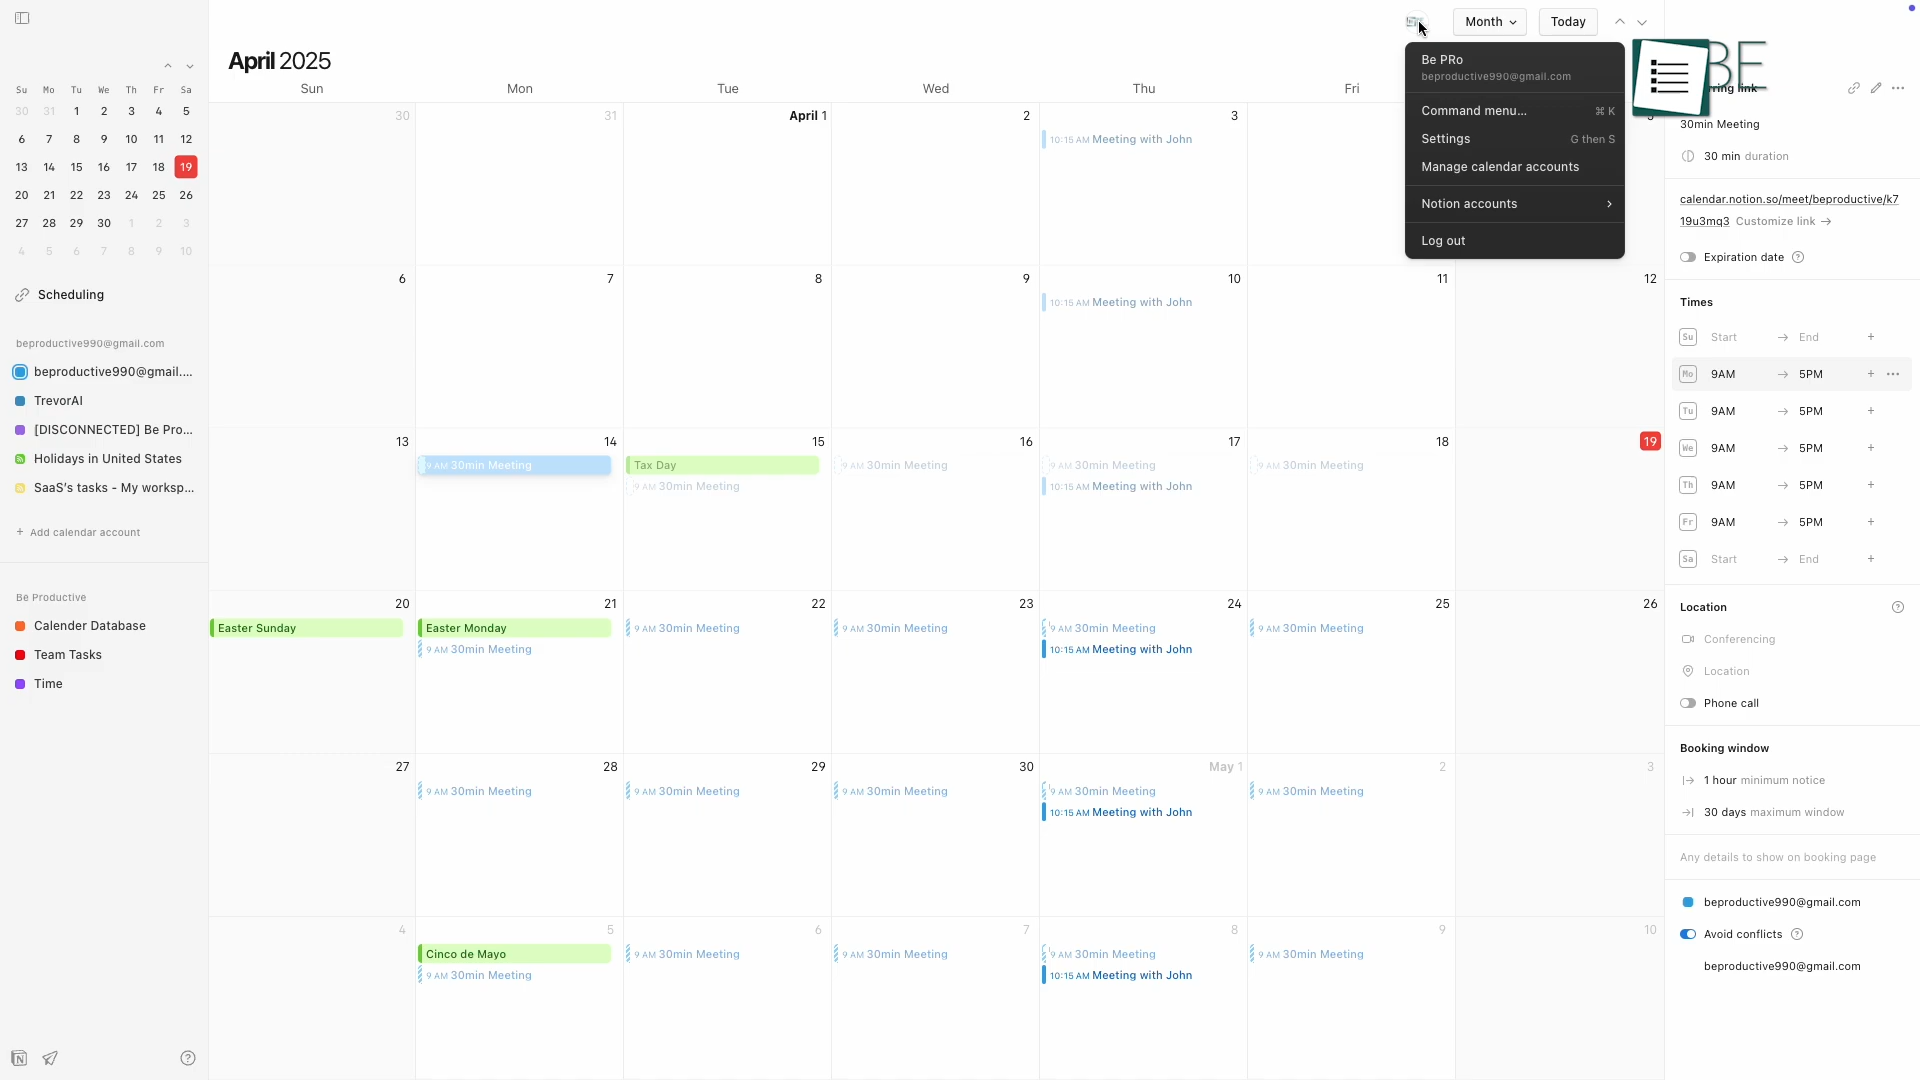 Month
Today
April 2025
Su Mo Tu We Th Fr Sa
30 31 1 2 3 4 5
6 7 8 9 10 11 12
13 14 15 16 17 18 19
20 21 22 23 24 25 26
27 28 29 30 1 2 3
4 5 6 7 8 9 10
Scheduling
beproductive990@gmail.com
beproductive990@gmail....
TrevorAI
[DISCONNECTED] Be Pro...
Holidays in United States
SaaS's tasks - My worksp...
+ Add calendar account
Be Productive
Calender Database
Team Tasks
Time
Sun Mon Tue Wed Thu Fri
30 31 April 1 2 3
10:15 AM Meeting with John
6 7 8 9 10 11 12
10:15 AM Meeting with John
13 14 15 16 17 18 19
9 AM 30min Meeting
Tax Day
9 AM 30min Meeting
9 AM 30min Meeting
9 AM 30min Meeting
9 AM 30min Meeting
10:15 AM Meeting with John
20 21 22 23 24 25 26
Easter Sunday
Easter Monday
9 AM 30min Meeting
9 AM 30min Meeting
9 AM 30min Meeting
9 AM 30min Meeting
9 AM 30min Meeting
10:15 AM Meeting with John
27 28 29 30 May 1 2 3
9 AM 30min Meeting
9 AM 30min Meeting
9 AM 30min Meeting
9 AM 30min Meeting
9 AM 30min Meeting
10:15 AM Meeting with John
4 5 6 7 8 9 10
Cinco de Mayo
9 AM 30min Meeting
9 AM 30min Meeting
9 AM 30min Meeting
9 AM 30min Meeting
9 AM 30min Meeting
10:15 AM Meeting with John
Be PRo
beproductive990@gmail.com
Command menu... ⌘ K
Settings G then S
Manage calendar accounts
Notion accounts
Log out
BE
link
30min Meeting
30 min duration
calendar.notion.so/meet/beproductive/k7
19u3mq3 Customize link →
Expiration date
Times
Su Start → End +
Mo 9AM → 5PM + ...
Tu 9AM → 5PM +
We 9AM → 5PM +
Th 9AM → 5PM +
Fr 9AM → 5PM +
Sa Start → End +
Location
Conferencing
Location
Phone call
Booking window
1 hour minimum notice
30 days maximum window
Any details to show on booking page
beproductive990@gmail.com
Avoid conflicts
beproductive990@gmail.com